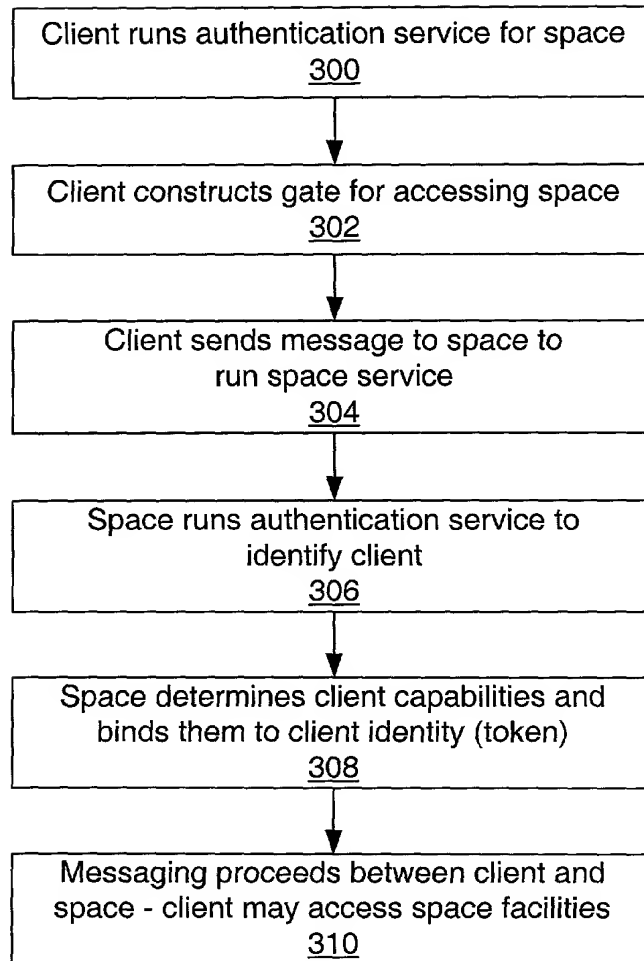 Client runs authentication service for space
300
Client constructs gate for accessing space
302
Client sends message to space to
run space service
304
Space runs authentication service to
identify client
306
Space determines client capabilities and
binds them to client identity (token)
308
Messaging proceeds between client and
space - client may access space facilities
310